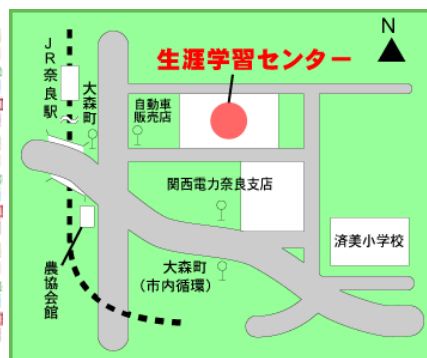 N
生涯学習センター
JR奈良駅
大森町
自動車
販売店
関西電力奈良支店
済美小学校
農協会館
大森町
(市内循環)